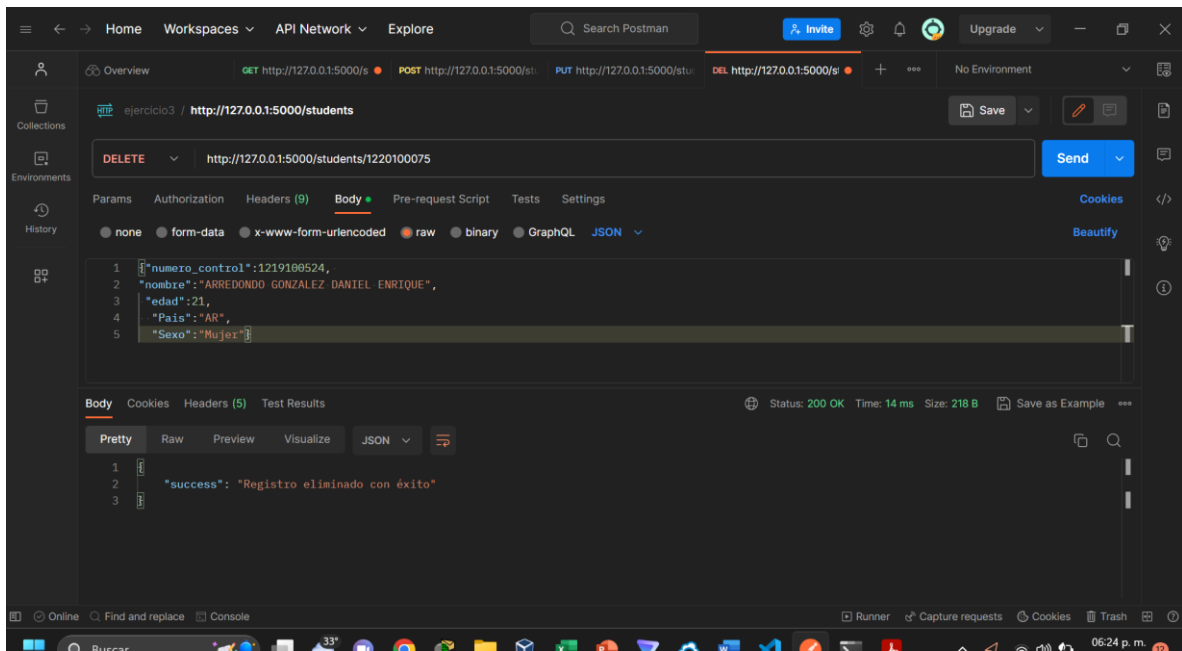 Home Workspaces API Network Explore Search Postman Invite Upgrade
Overview GET http://127.0.0.1:5000/s POST http://127.0.0.1:5000/st PUT http://127.0.0.1:5000/stu DEL http://127.0.0.1:5000/s No Environment
HTTP ejercicio3 / http://127.0.0.1:5000/students Save
Collections
DELETE http://127.0.0.1:5000/students/1220100075 Send
Environments
Params Authorization Headers (9) Body Pre-request Script Tests Settings Cookies
History
none form-data x-www-form-urlencoded raw binary GraphQL JSON Beautify
1 {"numero_control":1219100524,
2 "nombre":"ARREDONDO GONZALEZ DANIEL ENRIQUE",
3 "edad":21,
4 "Pais":"AR",
5 "Sexo":"Mujer"}
Body Cookies Headers (5) Test Results Status: 200 OK Time: 14 ms Size: 218 B Save as Example
Pretty Raw Preview Visualize JSON
1 {
2 "success": "Registro eliminado con éxito"
3 }
Online Find and replace Console Runner Capture requests Cookies Trash
Buscar 33° 06:24 p. m.